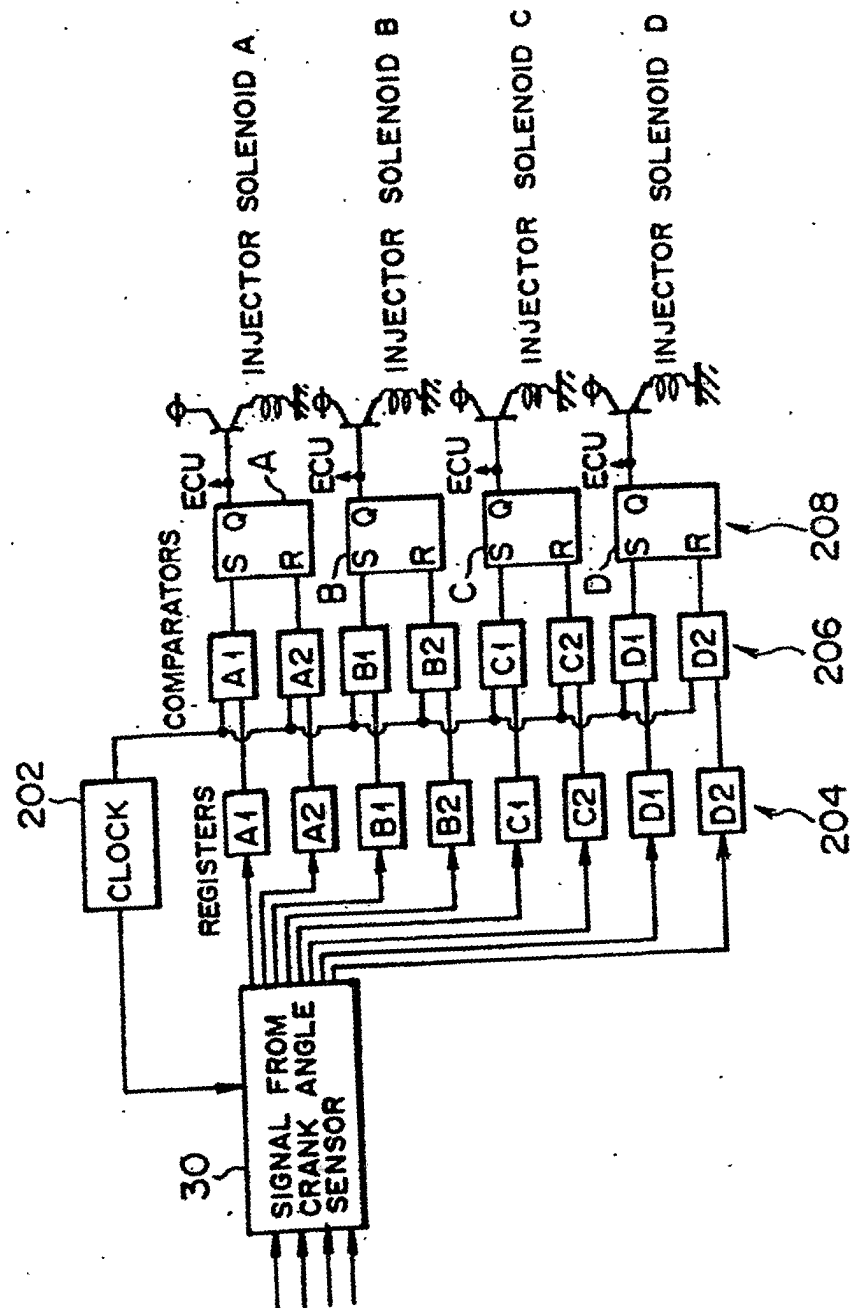 202
CLOCK
30
SIGNAL FROM
CRANK ANGLE
SENSOR
REGISTERS
A1
A2
B1
B2
C1
C2
D1
D2
204
COMPARATORS
A1
A2
B1
B2
C1
C2
D1
D2
206
S Q
R
A
ECU
INJECTOR SOLENOID A
S Q
R
B
ECU
INJECTOR SOLENOID B
S Q
R
C
ECU
INJECTOR SOLENOID C
S Q
R
D
ECU
INJECTOR SOLENOID D
208